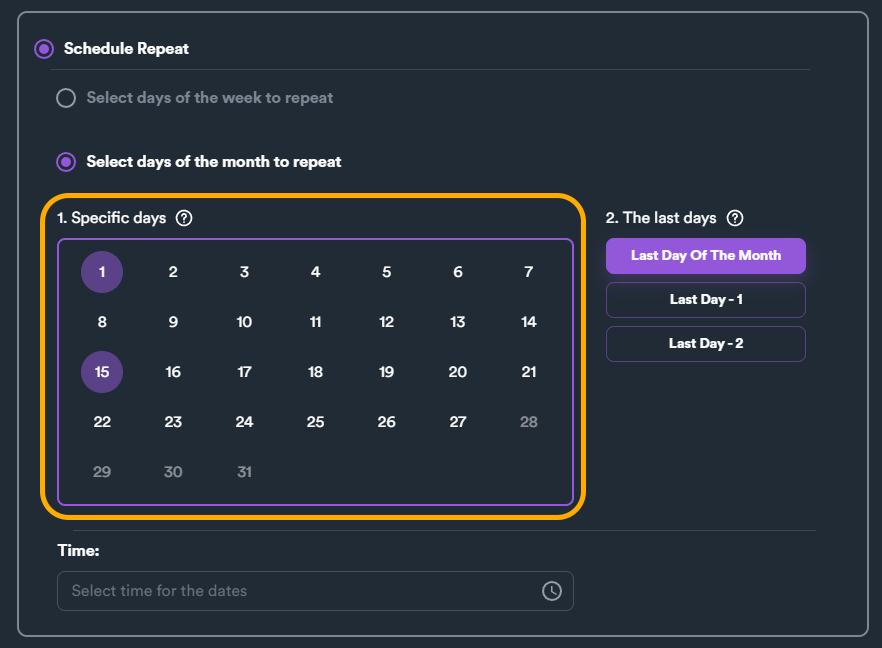 Schedule Repeat
Select days of the week to repeat
Select days of the month to repeat
1. Specific days ?
1 2 3 4 5 6 7
8 9 10 11 12 13 14
15 16 17 18 19 20 21
22 23 24 25 26 27 28
29 30 31
2. The last days ?
Last Day Of The Month
Last Day - 1
Last Day - 2
Time:
Select time for the dates